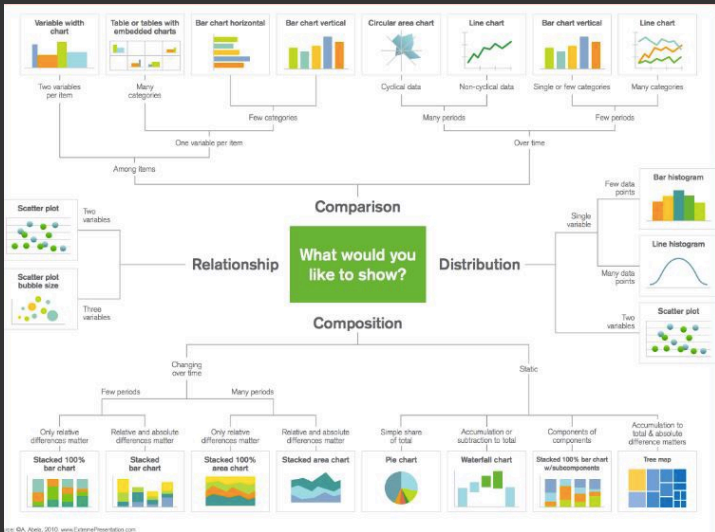 Variable width
chart
Table or tables with
embedded charts
Bar chart horizontal
Bar chart vertical
Circular area chart
Line chart
Bar chart vertical
Line chart
Two variables
per item
Many
categories
Cyclical data
Non-cyclical data
Single or few categories
Many categories
Few categories
Many periods
Few periods
One variable per item
Over time
Among items
Comparison
Scatter plot
Two
variables
Scatter plot
bubble size
Three
variables
Relationship
What would you
like to show?
Distribution
Single
variable
Few data
points
Bar histogram
Many data
points
Line histogram
Two
variables
Scatter plot
Composition
Changing
over time
Static
Few periods
Many periods
Only relative
differences matter
Relative and absolute
differences matter
Only relative
differences matter
Relative and absolute
differences matter
Simple share
of total
Accumulation or
subtraction to total
Components of
components
Accumulation to
total & absolute
difference matters
Stacked 100%
bar chart
Stacked
bar chart
Stacked 100%
area chart
Stacked area chart
Pie chart
Waterfall chart
Stacked 100% bar chart
w/subcomponents
Tree map
©A. Abela, 2010. www.ExtremePresentation.com